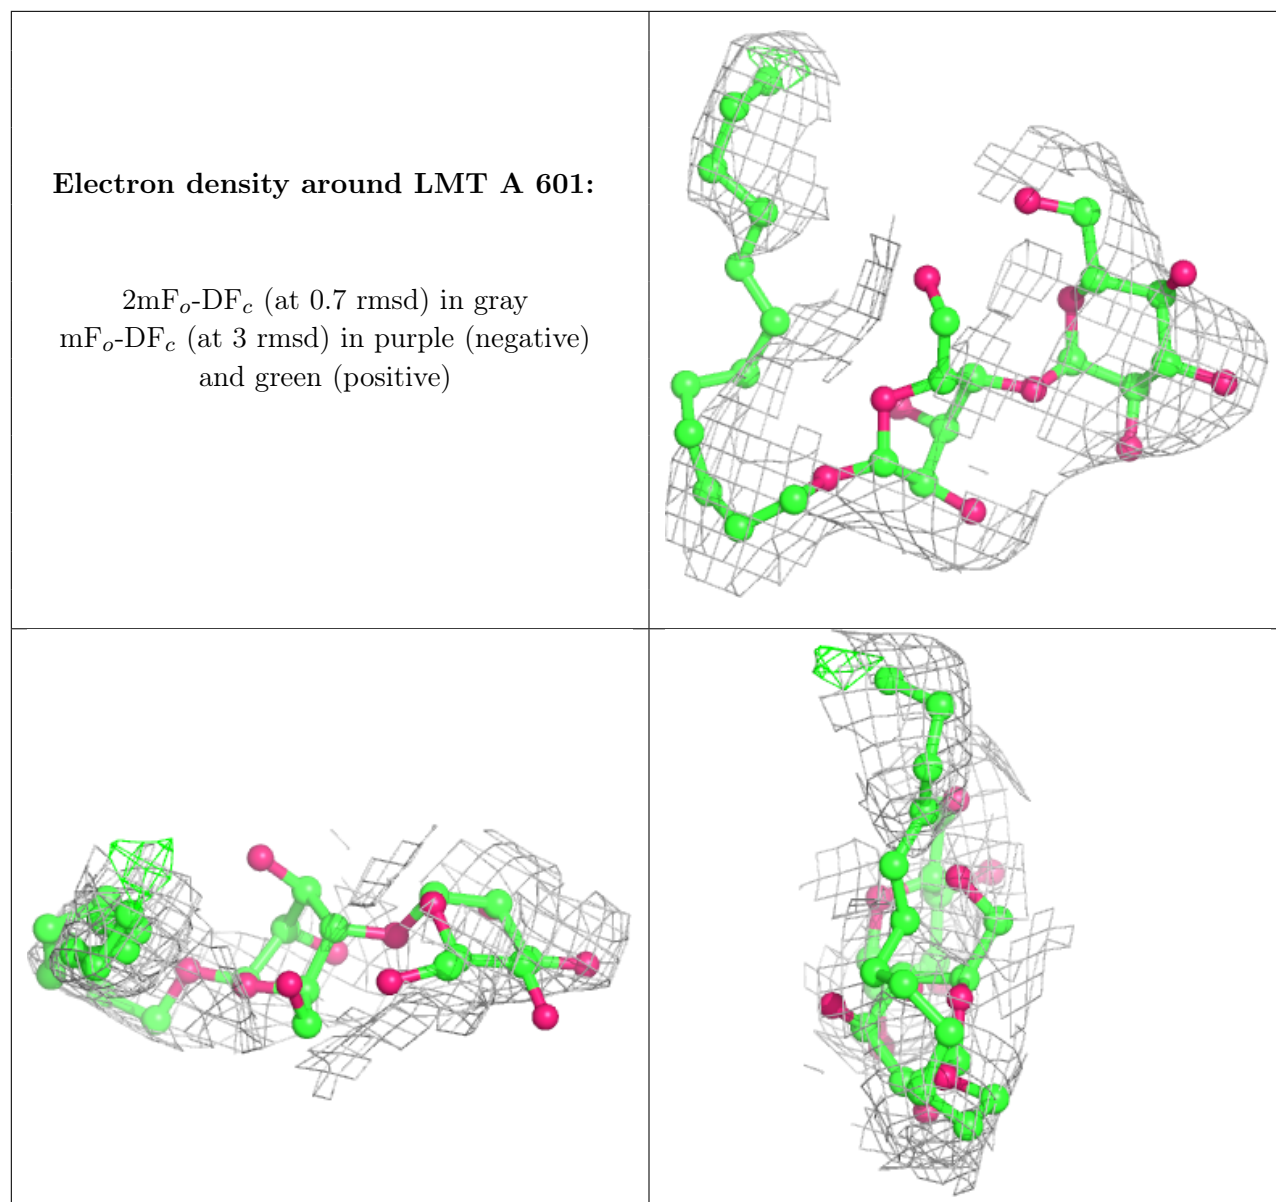 Electron density around LMT A 601:
2mFo-DFc (at 0.7 rmsd) in gray
mFo-DFc (at 3 rmsd) in purple (negative)
and green (positive)